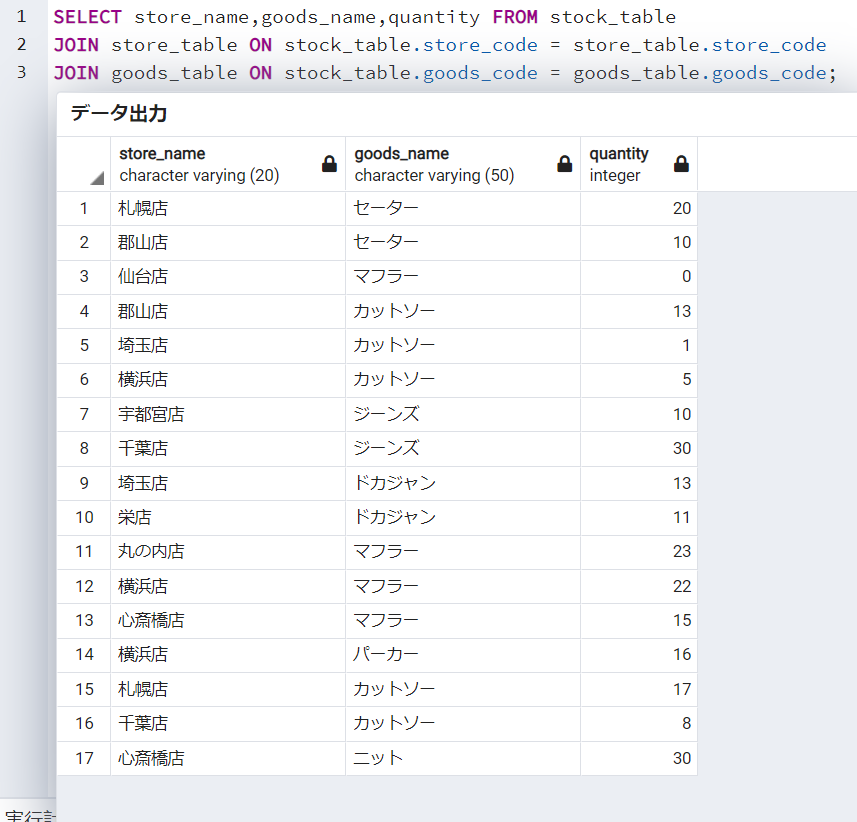 1 SELECT store_name,goods_name,quantity FROM stock_table
2 JOIN store_table ON stock_table.store_code = store_table.store_code
3 JOIN goods_table ON stock_table.goods_code = goods_table.goods_code;
データ出力
store_name goods_name quantity
character varying (20) character varying (50) integer
1 札幌店 セーター 20
2 郡山店 セーター 10
3 仙台店 マフラー 0
4 郡山店 カットソー 13
5 埼玉店 カットソー 1
6 横浜店 カットソー 5
7 宇都宮店 ジーンズ 10
8 千葉店 ジーンズ 30
9 埼玉店 ドカジャン 13
10 栄店 ドカジャン 11
11 丸の内店 マフラー 23
12 横浜店 マフラー 22
13 心斎橋店 マフラー 15
14 横浜店 パーカー 16
15 札幌店 カットソー 17
16 千葉店 カットソー 8
17 心斎橋店 ニット 30
実行